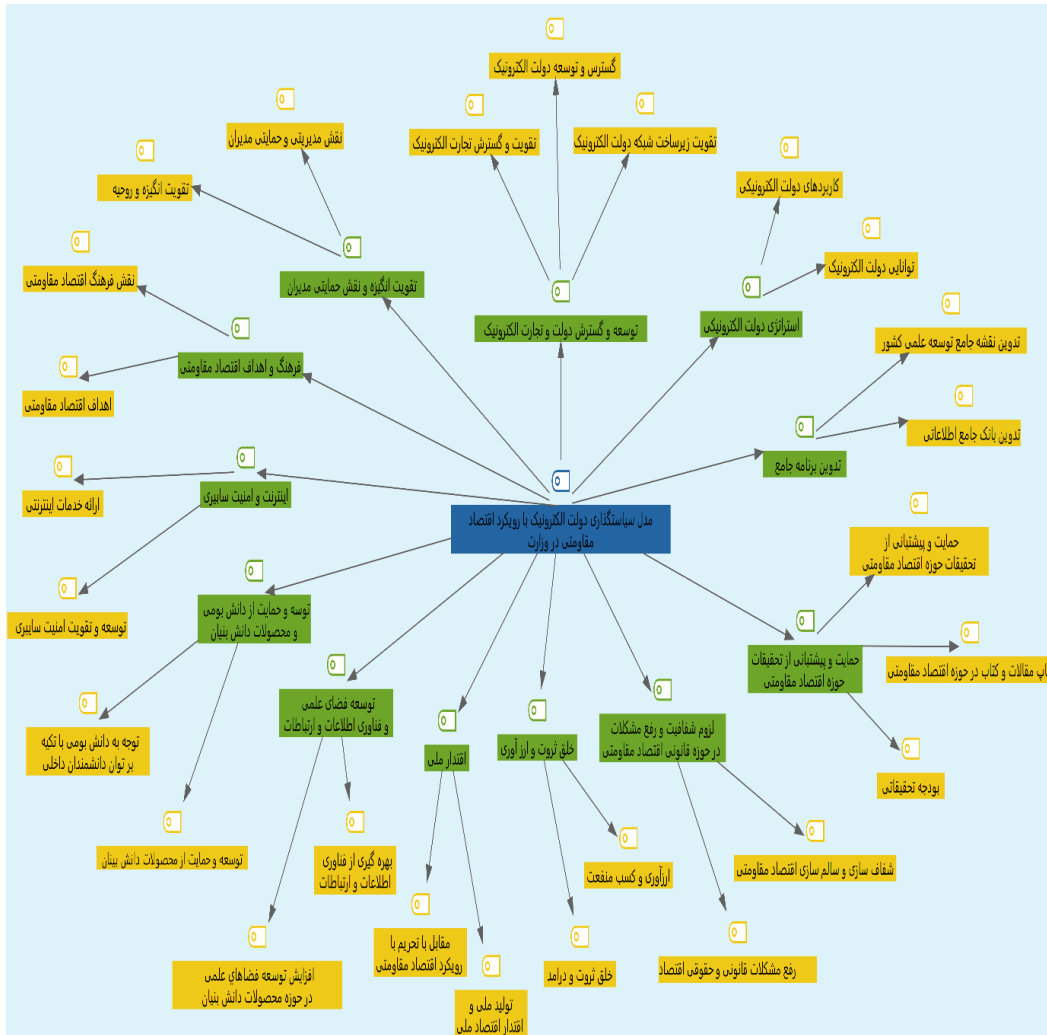 گسترس و توسعه دولت الکترونیک
نقش مدیریتی و حمایتی مدیران
تقویت و گسترش تجارت الکترونیک
تقویت زیرساخت شبکه دولت الکترونیک
تقویت انگیزه و روحیه
کاربردهای دولت الکترونیکی
نقش فرهنگ اقتصاد مقاومتی
تقویت انگیزه و نقش حمایتی مدیران
توانایی دولت الکترونیک
توسعه و گسترش دولت و تجارت الکترونیک
استراتژی دولت الکترونیکی
تدوین نقشه جامع توسعه علمی کشور
فرهنگ و اهداف اقتصاد مقاومتی
اهداف اقتصاد مقاومتی
تدوین بانک جامع اطلاعاتی
تدوین برنامه جامع
ارائه خدمات اینترنتی
اینترنت و امنیت سایبری
مدل سیاستگذاری دولت الکترونیک با رویکرد اقتصاد
مقاومتی در وزارت
حمایت و پیشتبانی از
تحقیقات حوزه اقتصاد مقاومتی
توسعه و تقویت امنیت سایبری
توسه و حمایت از دانش بومی
و محصولات دانش بنیان
حمایت و پیشتبانی از تحقیقات
حوزه اقتصاد مقاومتی
اپ مقالات و کتاب در حوزه اقتصاد مقاومتی
توسعه فضای علمی
و فناوری اطلاعات و ارتباطات
اقتدار ملی
خلق ثروت و ارز آوری
لزوم شفافیت و رفع مشکلات
در حوزه قانونی اقتصاد مقاومتی
توجه به دانش بومی با تکیه
بر توان دانشمندان داخلی
بودجه تحقیقاتی
توسعه و حمایت از محصولات دانش بینان
بهره گیری از فناوری
اطلاعات و ارتباطات
ارزآوری و کسب منفعت
شفاف سازی و سالم سازی اقتصاد مقاومتی
افزایش توسعه فضاهاي علمی
در حوزه محصولات دانش بنیان
مقابل با تحریم با
رویکرد اقتصاد مقاومتی
تولید ملی و
اقتدار اقتصاد ملی
خلق ثروت و درامد
رفع مشکلات قانونی و حقوقی اقتصاد